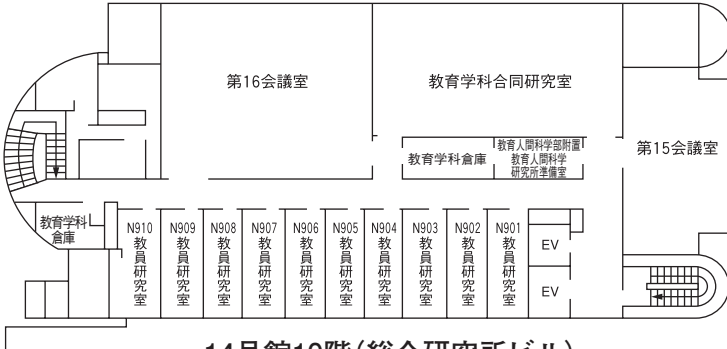 第16会議室
教育学科合同研究室
教育学科倉庫
教育人間科学部附置
教育人間科学
研究所準備室
第15会議室
教育学科
倉庫
N910
教員研究室
N909
教員研究室
N908
教員研究室
N907
教員研究室
N906
教員研究室
N905
教員研究室
N904
教員研究室
N903
教員研究室
N902
教員研究室
N901
教員研究室
EV
EV